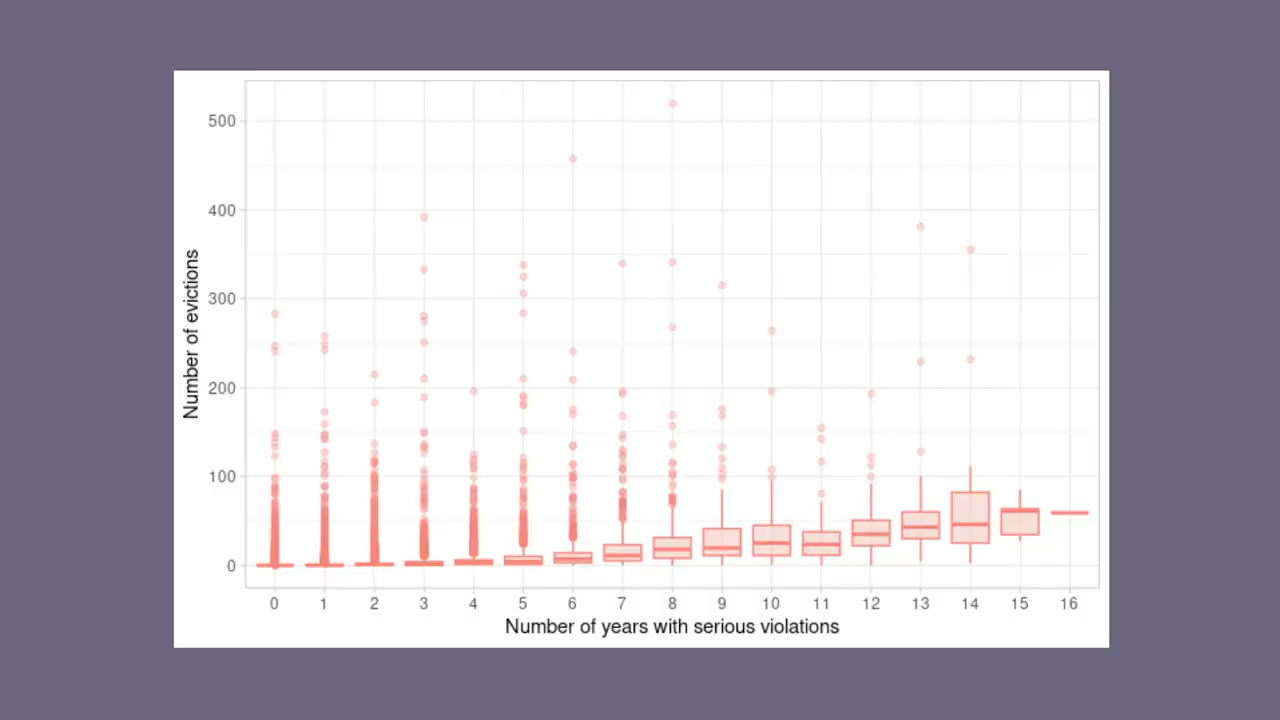 500
400
300
200
100
0
Number of evictions
0 1 2 3 4 5 6 7 8 9 10 11 12 13 14 15 16
Number of years with serious violations